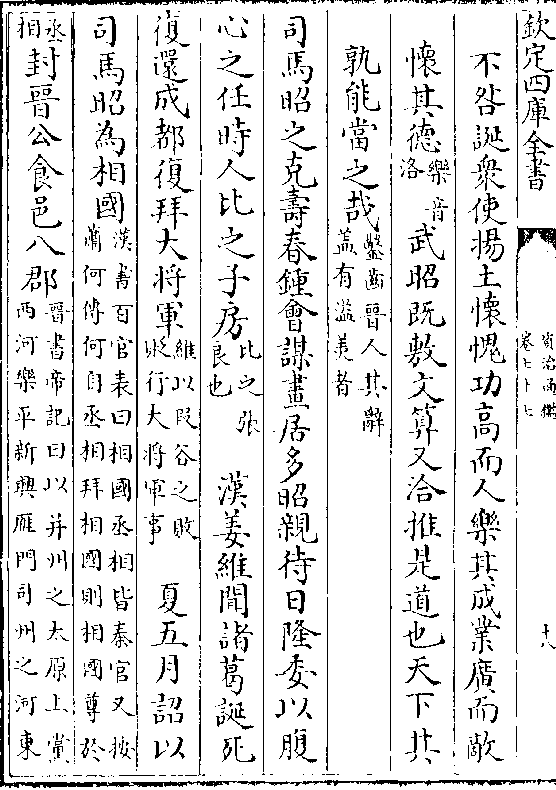 欽定四庫全書
資治通鑑
卷七十七
十八
不咎誕衆使揚土懷愧功高而人樂其成業廣而敵
懷其德樂音洛武昭既敷文算又洽推是道也天下其
孰能當之哉鑿齒晉人其辭蓋有溢美者
司馬昭之克壽春鍾會謀畫居多昭親待日隆委以腹
心之任時人比之子房比之張良也 漢姜維聞諸葛誕死
復還成都復拜大將軍維以段谷之敗貶行大將軍事 夏五月詔以
司馬昭為相國漢書百官表曰相國丞相皆秦官又按蕭何傳何自丞相拜相國則相國尊於
丞相封晉公食邑八郡晉書帝記曰以并州之太原上黨西河樂平新興雁門司州之河東